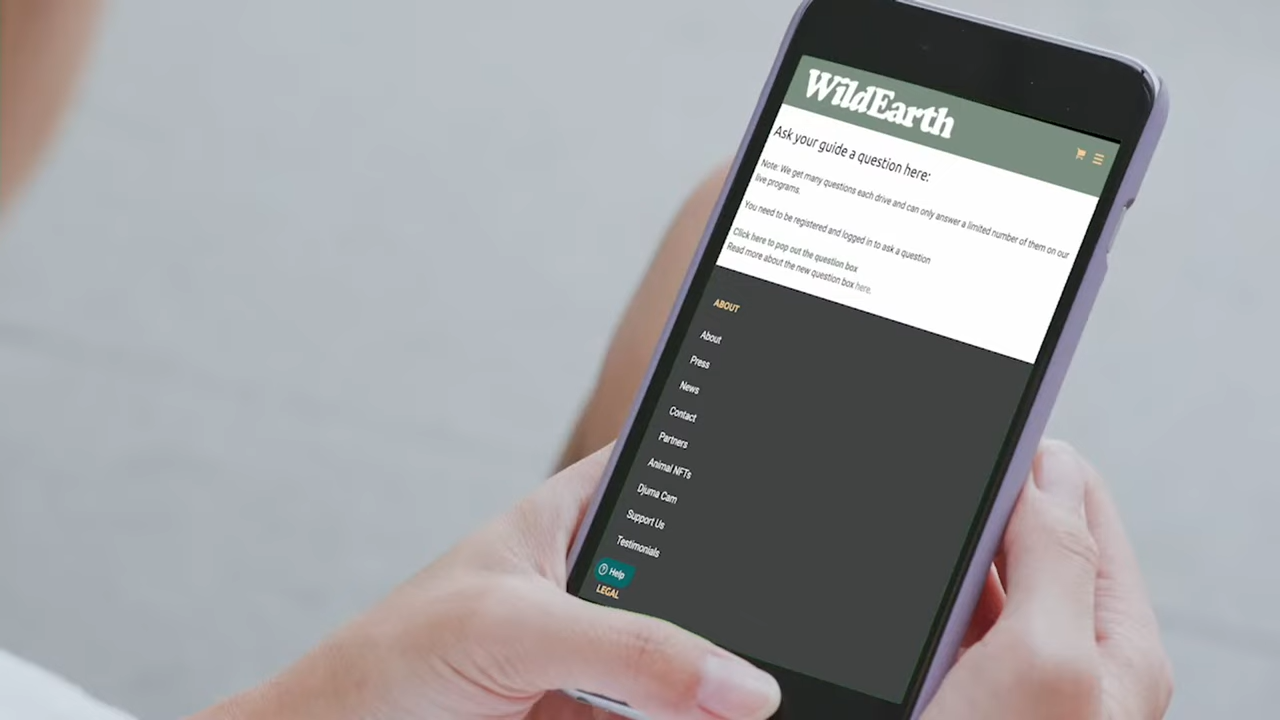 WildEarth
Ask your guide a question here:
Note: We get many questions each drive and can only answer a limited number of them on our
live programs.
You need to be registered and logged in to ask a question
Click here to pop out the question box
Read more about the new question box here.
ABOUT
About
Press
News
Contact
Partners
Animal NFTs
Djuma Cam
Support Us
Testimonials
Help
LEGAL